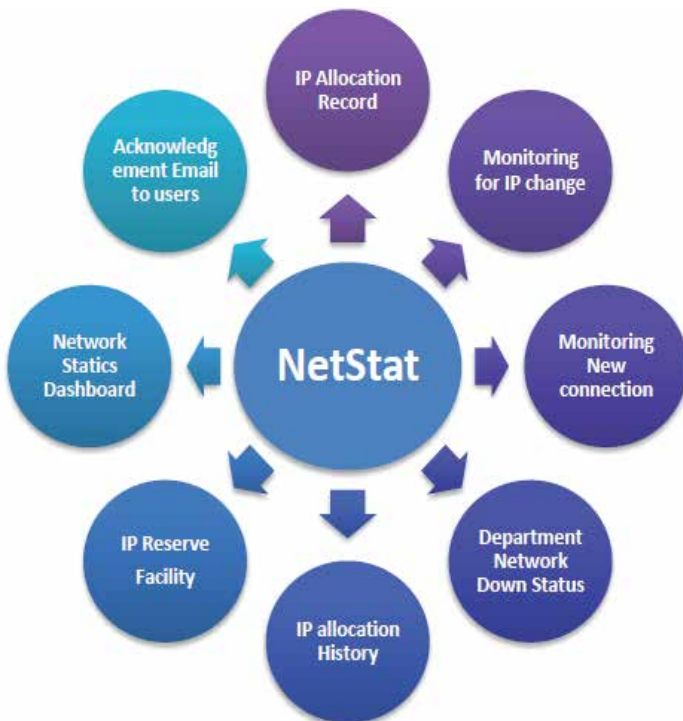 IP Allocation
Record
Monitoring
for IP change
Monitoring
New
connection
Department
Network
Down Status
IP allocation
History
IP Reserve
Facility
Network
Statics
Dashboard
Acknowledg
ement Email
to users
NetStat